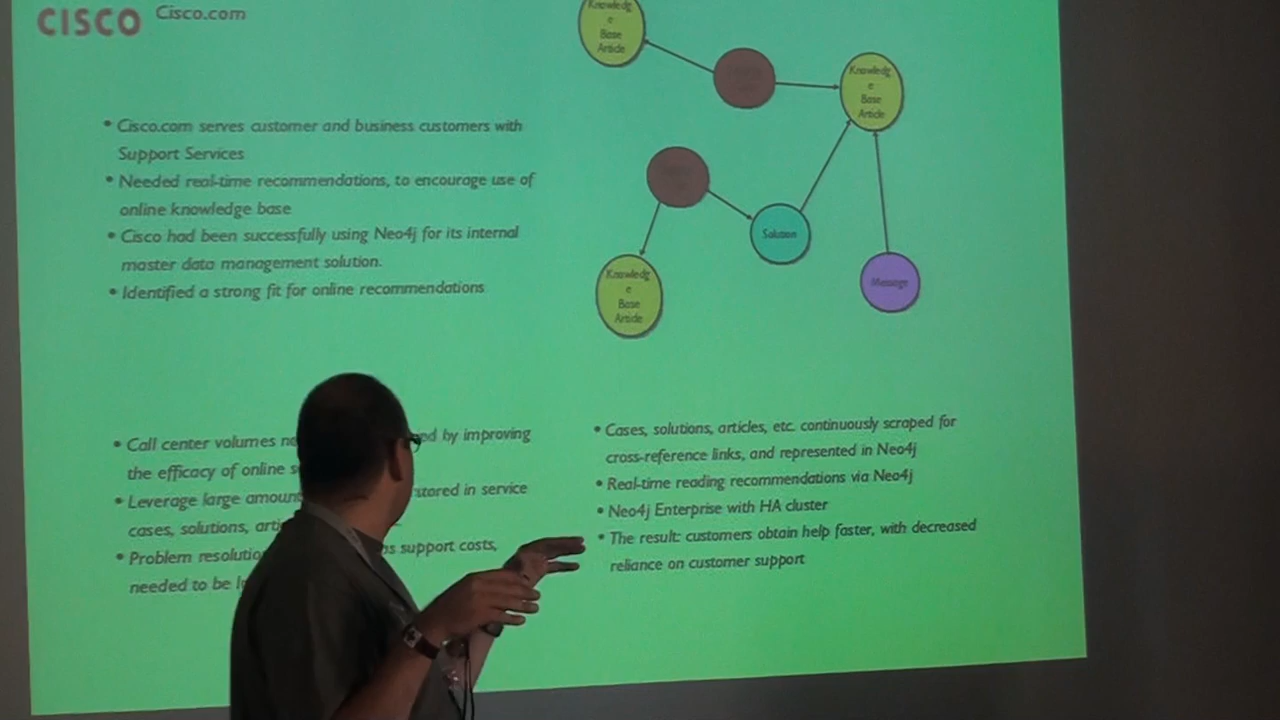 CISCO
Cisco.com
• Cisco.com serves customer and business customers with
Support Services
• Needed real-time recommendations, to encourage use of
online knowledge base
• Cisco had been successfully using Neo4j for its internal
master data management solution.
• Identified a strong fit for online recommendations
Knowledg
e
Base
Article
Knowledg
e
Base
Article
Solution
Knowledg
e
Base
Article
Message
• Call center volumes
by improving
the efficacy of online
• Leverage large
stored in service
cases, solutions,
• Problem
support costs,
needed to be
• Cases, solutions, articles, etc. continuously scraped for
cross-reference links, and represented in Neo4j
• Real-time reading recommendations via Neo4j
• Neo4j Enterprise with HA cluster
• The result: customers obtain help faster, with decreased
reliance on customer support